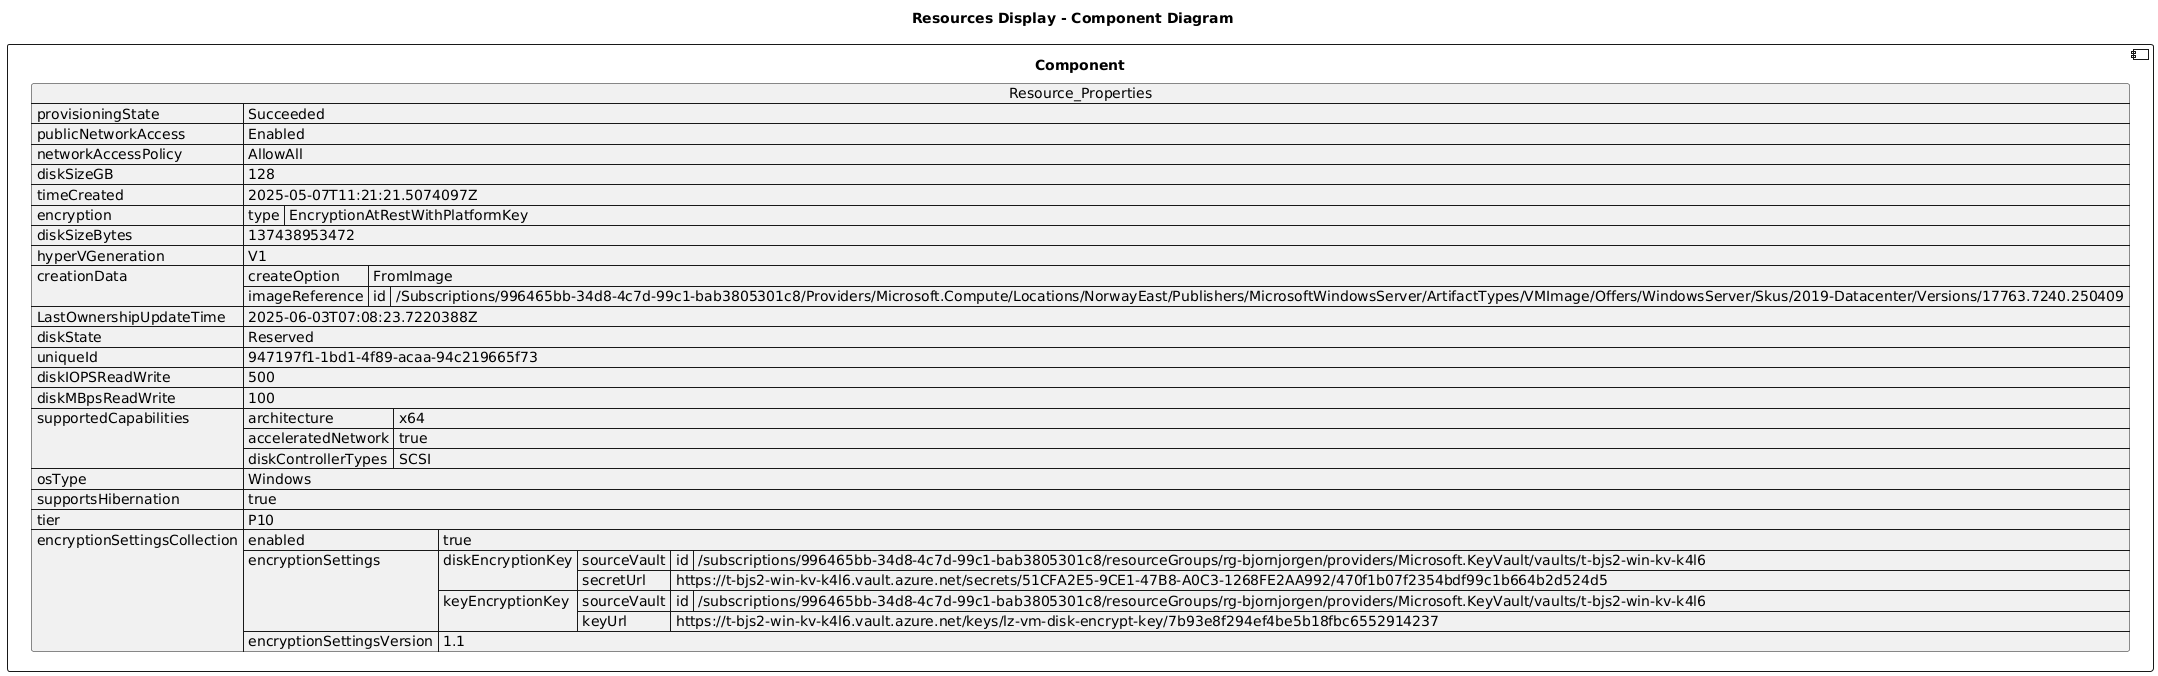 Resources Display - Component Diagram
Component
Resource_Properties
provisioningState Succeeded
publicNetworkAccess Enabled
networkAccessPolicy AllowAll
diskSizeGB 128
timeCreated 2025-05-07T11:21:21.5074097Z
encryption type EncryptionAtRestWithPlatformKey
diskSizeBytes 137438953472
hyperVGeneration V1
creationData createOption FromImage
imageReference id /Subscriptions/996465bb-34d8-4c7d-99c1-bab3805301c8/Providers/Microsoft.Compute/Locations/NorwayEast/Publishers/MicrosoftWindowsServer/ArtifactTypes/VMImage/Offers/WindowsServer/Skus/2019-Datacenter/Versions/17763.7240.250409
LastOwnershipUpdateTime 2025-06-03T07:08:23.7220388Z
diskState Reserved
uniqueId 947197f1-1bd1-4f89-acaa-94c219665f73
diskIOPSReadWrite 500
diskMBpsReadWrite 100
supportedCapabilities architecture x64
acceleratedNetwork true
diskControllerTypes SCSI
osType Windows
supportsHibernation true
tier P10
encryptionSettingsCollection enabled true
encryptionSettings diskEncryptionKey sourceVault id /subscriptions/996465bb-34d8-4c7d-99c1-bab3805301c8/resourceGroups/rg-bjornjorgen/providers/Microsoft.KeyVault/vaults/t-bjs2-win-kv-k4l6
secretUrl https://t-bjs2-win-kv-k4l6.vault.azure.net/secrets/51CFA2E5-9CE1-47B8-A0C3-1268FE2AA992/470f1b07f2354bdf99c1b664b2d524d5
keyEncryptionKey sourceVault id /subscriptions/996465bb-34d8-4c7d-99c1-bab3805301c8/resourceGroups/rg-bjornjorgen/providers/Microsoft.KeyVault/vaults/t-bjs2-win-kv-k4l6
keyUrl https://t-bjs2-win-kv-k4l6.vault.azure.net/keys/lz-vm-disk-encrypt-key/7b93e8f294ef4be5b18fbc6552914237
encryptionSettingsVersion 1.1